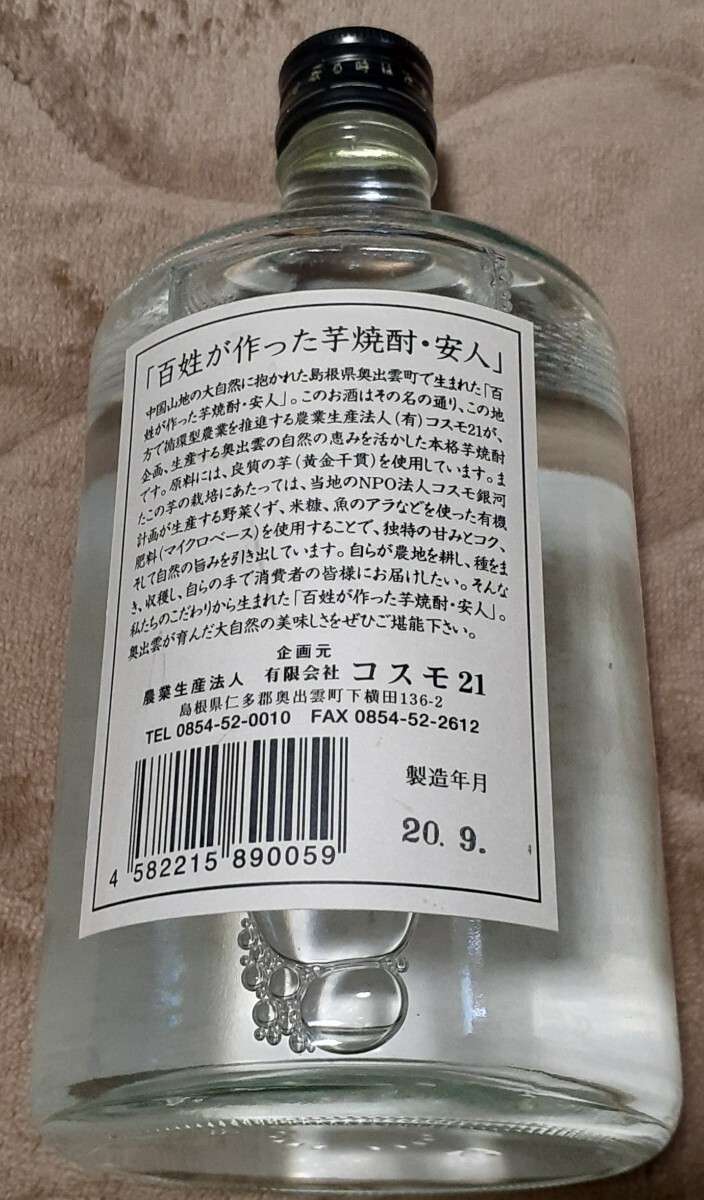 「百姓が作った芋焼酎・安人」
中国山地の大自然に抱かれた島根県奥出雲町で生まれた「百
姓が作った芋焼酎・安人」。このお酒はその名の通り、この地
方で循環型農業を推進する農業生産法人(有)コスモ21が、
企画、生産する奥出雲の自然の恵みを活かした本格芋焼酎
です。原料には、良質の芋(黄金千貫)を使用しています。ま
たこの芋の栽培にあたっては、当地のNPO法人コスモ銀河
計画が生産する野菜くず、米糠、魚のアラなどを使った有機
肥料(マイクロベース)を使用することで、独特の甘みとコク、
そして自然の旨みを引き出しています。自らが農地を耕し、種をま
き、収穫し、自らの手で消費者の皆様にお届けしたい。そんな
私たちのこだわりから生まれた「百姓が作った芋焼酎・安人」。
奥出雲が育んだ大自然の美味しさをぜひご堪能下さい。
企画元
農業生産法人 有限会社 コスモ21
島根県仁多郡奥出雲町下横田136-2
TEL 0854-52-0010 FAX 0854-52-2612
製造年月
20. 9.
4 582215 890059